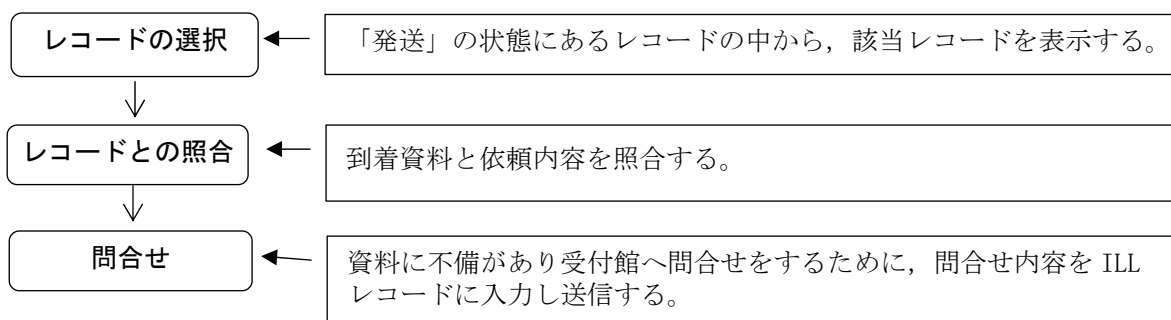 レコードの選択
「発送」の状態にあるレコードの中から，該当レコードを表示する。
レコードとの照合
到着資料と依頼内容を照合する。
問合せ
資料に不備があり受付館へ問合せをするために，問合せ内容を ILL
レコードに入力し送信する。